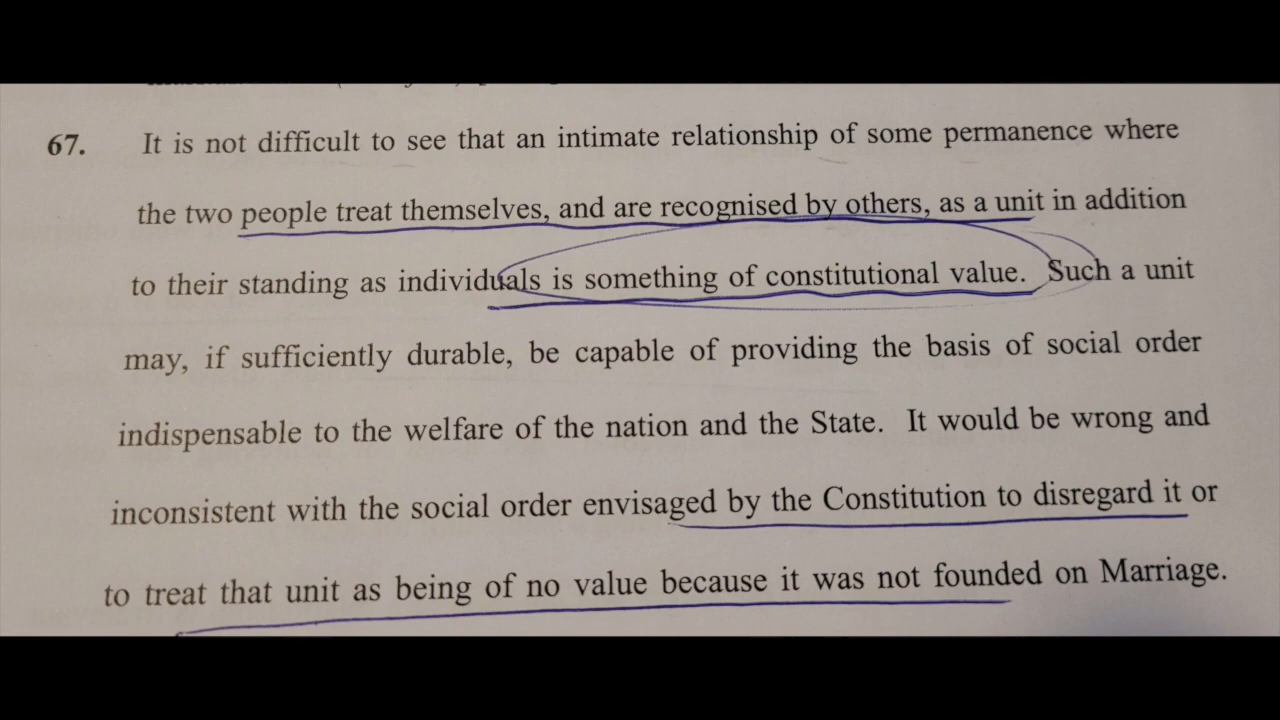 67. It is not difficult to see that an intimate relationship of some permanence where
the two people treat themselves, and are recognised by others, as a unit in addition
to their standing as individuals is something of constitutional value. Such a unit
may, if sufficiently durable, be capable of providing the basis of social order
indispensable to the welfare of the nation and the State. It would be wrong and
inconsistent with the social order envisaged by the Constitution to disregard it or
to treat that unit as being of no value because it was not founded on Marriage.